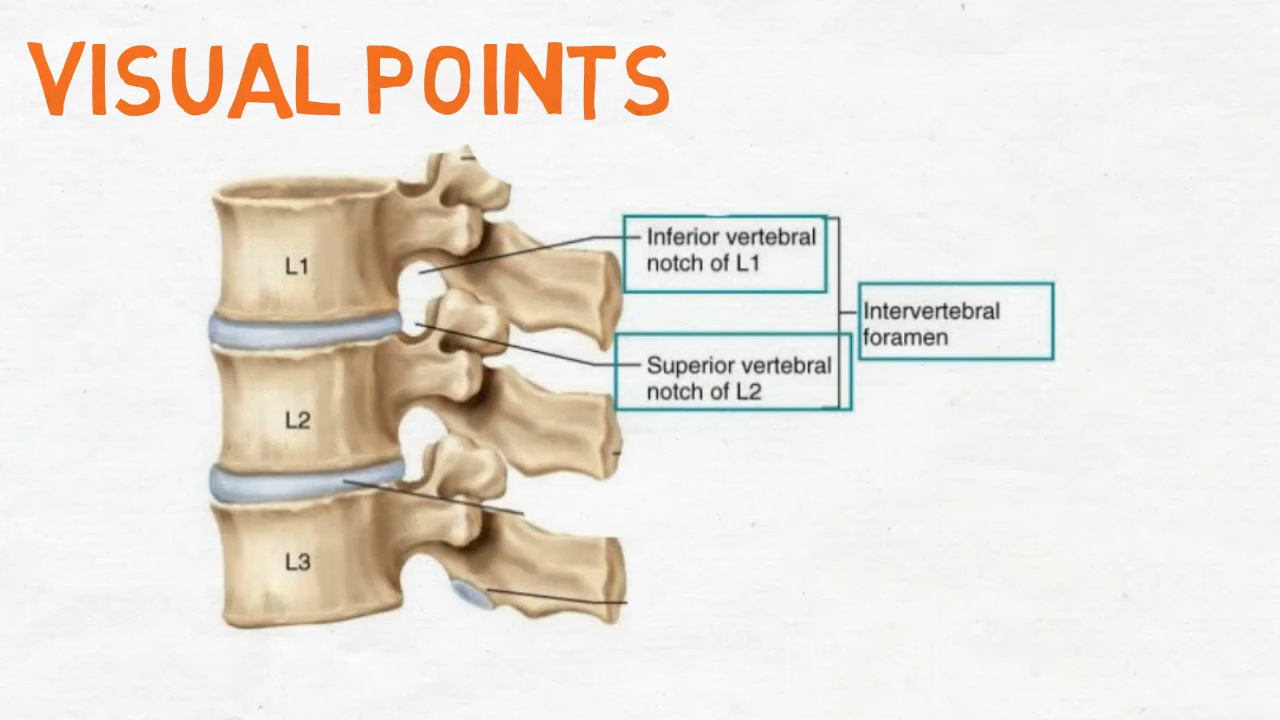 VISUAL POINTS
L1
Inferior vertebral
notch of L1
Intervertebral
foramen
Superior vertebral
notch of L2
L2
L3